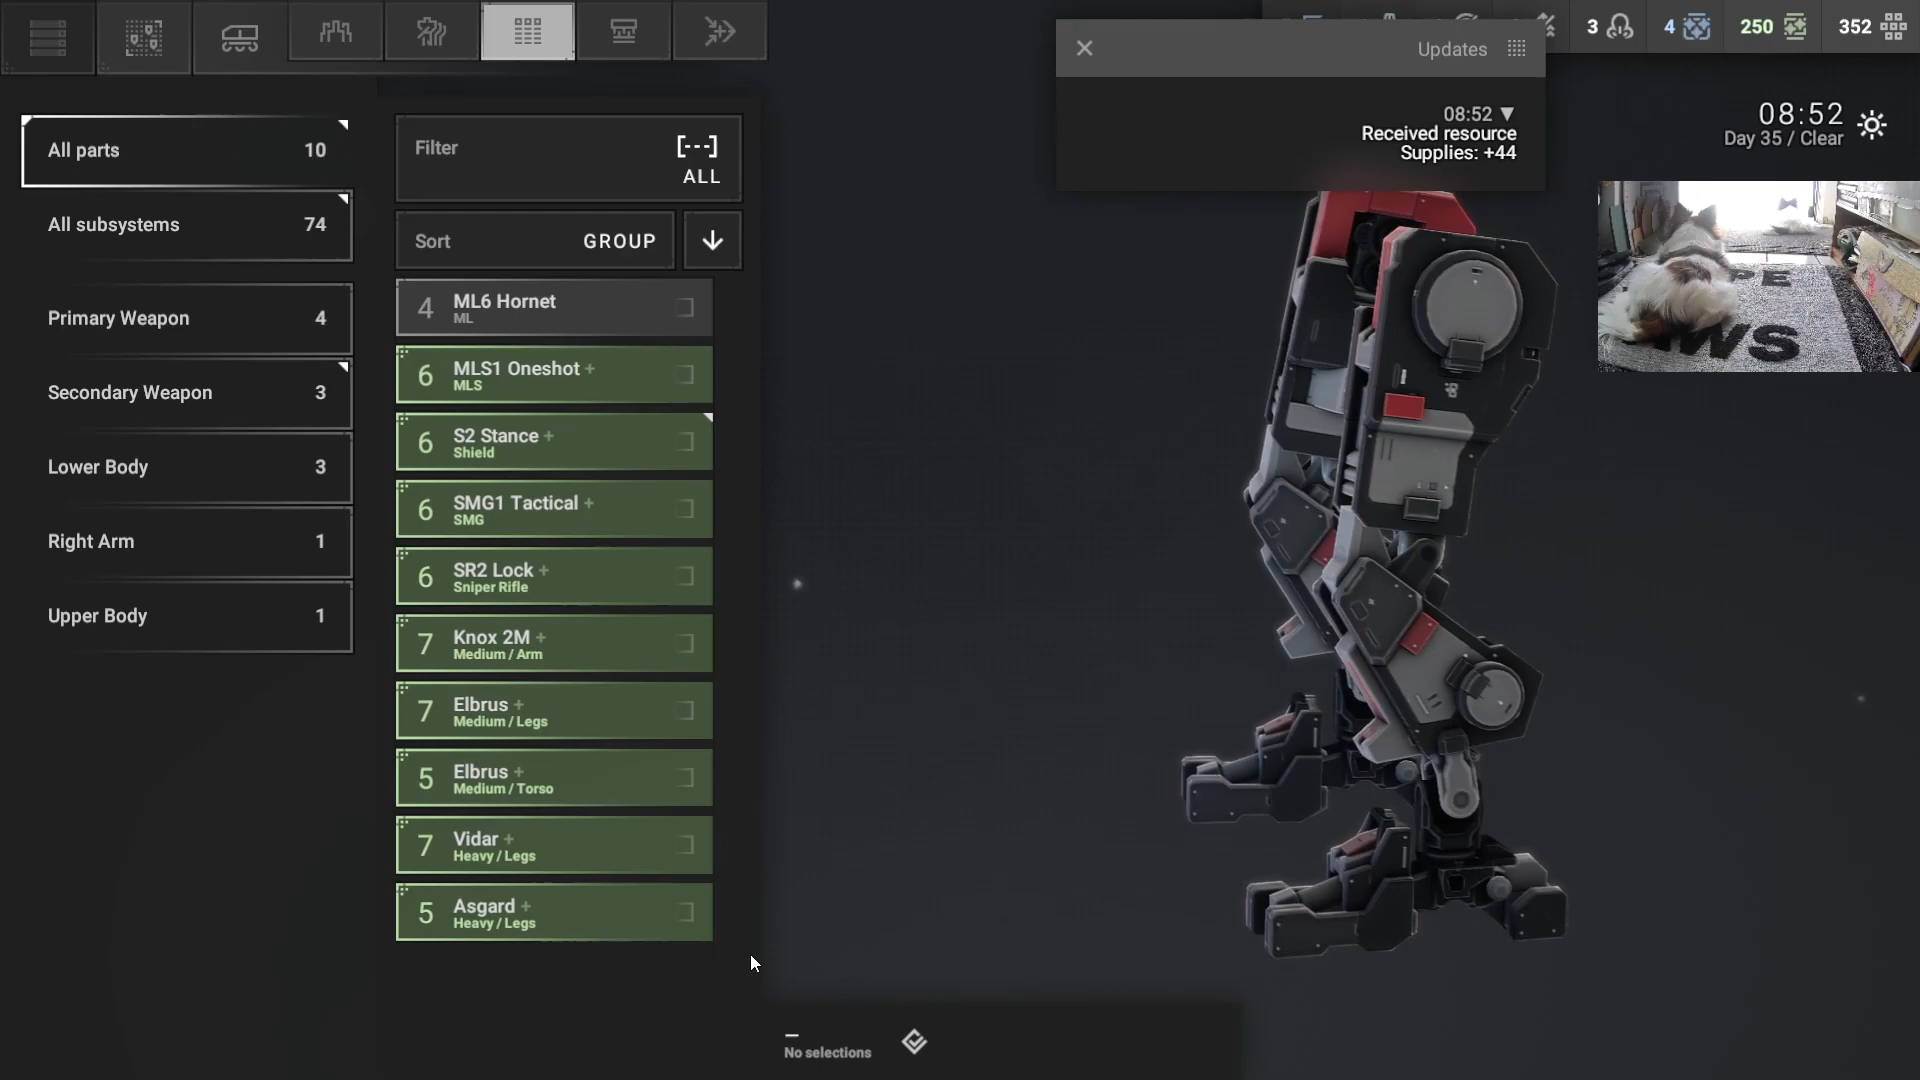 3
4
250
352
Updates
08:52 ▼
Received resource
Supplies: +44
08:52
Day 35 / Clear
All parts 10
All subsystems 74
Primary Weapon 4
Secondary Weapon 3
Lower Body 3
Right Arm 1
Upper Body 1
Filter [---]
ALL
Sort GROUP
4 ML6 Hornet
ML
6 MLS1 Oneshot +
MLS
6 S2 Stance +
Shield
6 SMG1 Tactical +
SMG
6 SR2 Lock +
Sniper Rifle
7 Knox 2M +
Medium / Arm
7 Elbrus +
Medium / Legs
5 Elbrus +
Medium / Torso
7 Vidar +
Heavy / Legs
5 Asgard +
Heavy / Legs
No selections